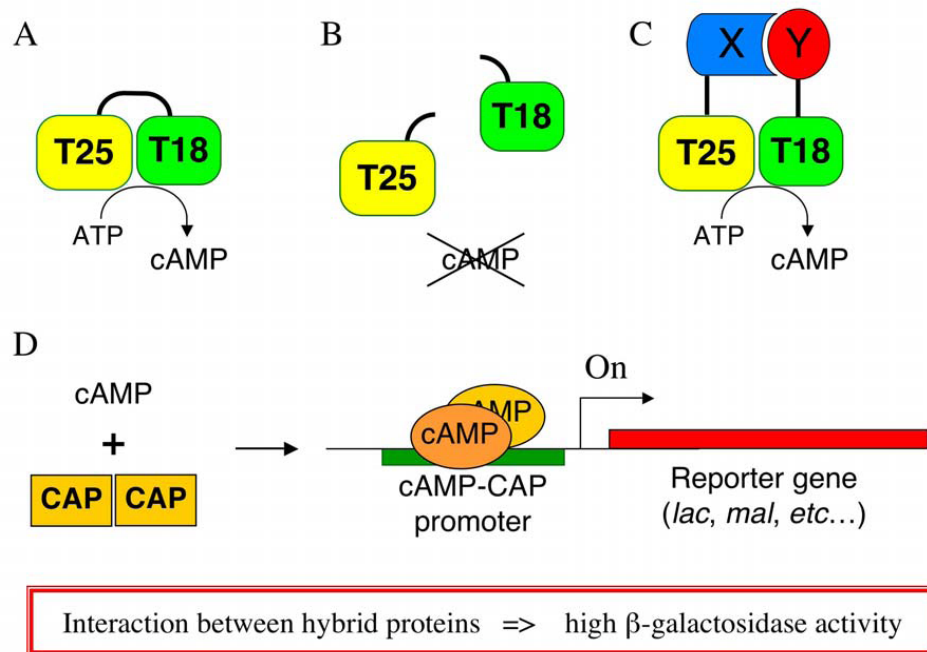 A
T25 T18
ATP
cAMP
B
T18
T25
cAMP
C
X Y
T25 T18
ATP
cAMP
D
cAMP
+
CAP CAP
On
AMP
cAMP
cAMP-CAP
promoter
Reporter gene
(lac, mal, etc…)
Interaction between hybrid proteins => high β-galactosidase activity